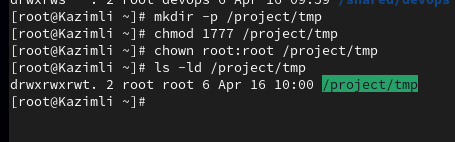 drwxrws---. 2 root devops 6 Apr 16 09:59 /shared/devops
[root@Kazimli ~]# mkdir -p /project/tmp
[root@Kazimli ~]# chmod 1777 /project/tmp
[root@Kazimli ~]# chown root:root /project/tmp
[root@Kazimli ~]# ls -ld /project/tmp
drwxrwxrwt. 2 root root 6 Apr 16 10:00 /project/tmp
[root@Kazimli ~]#